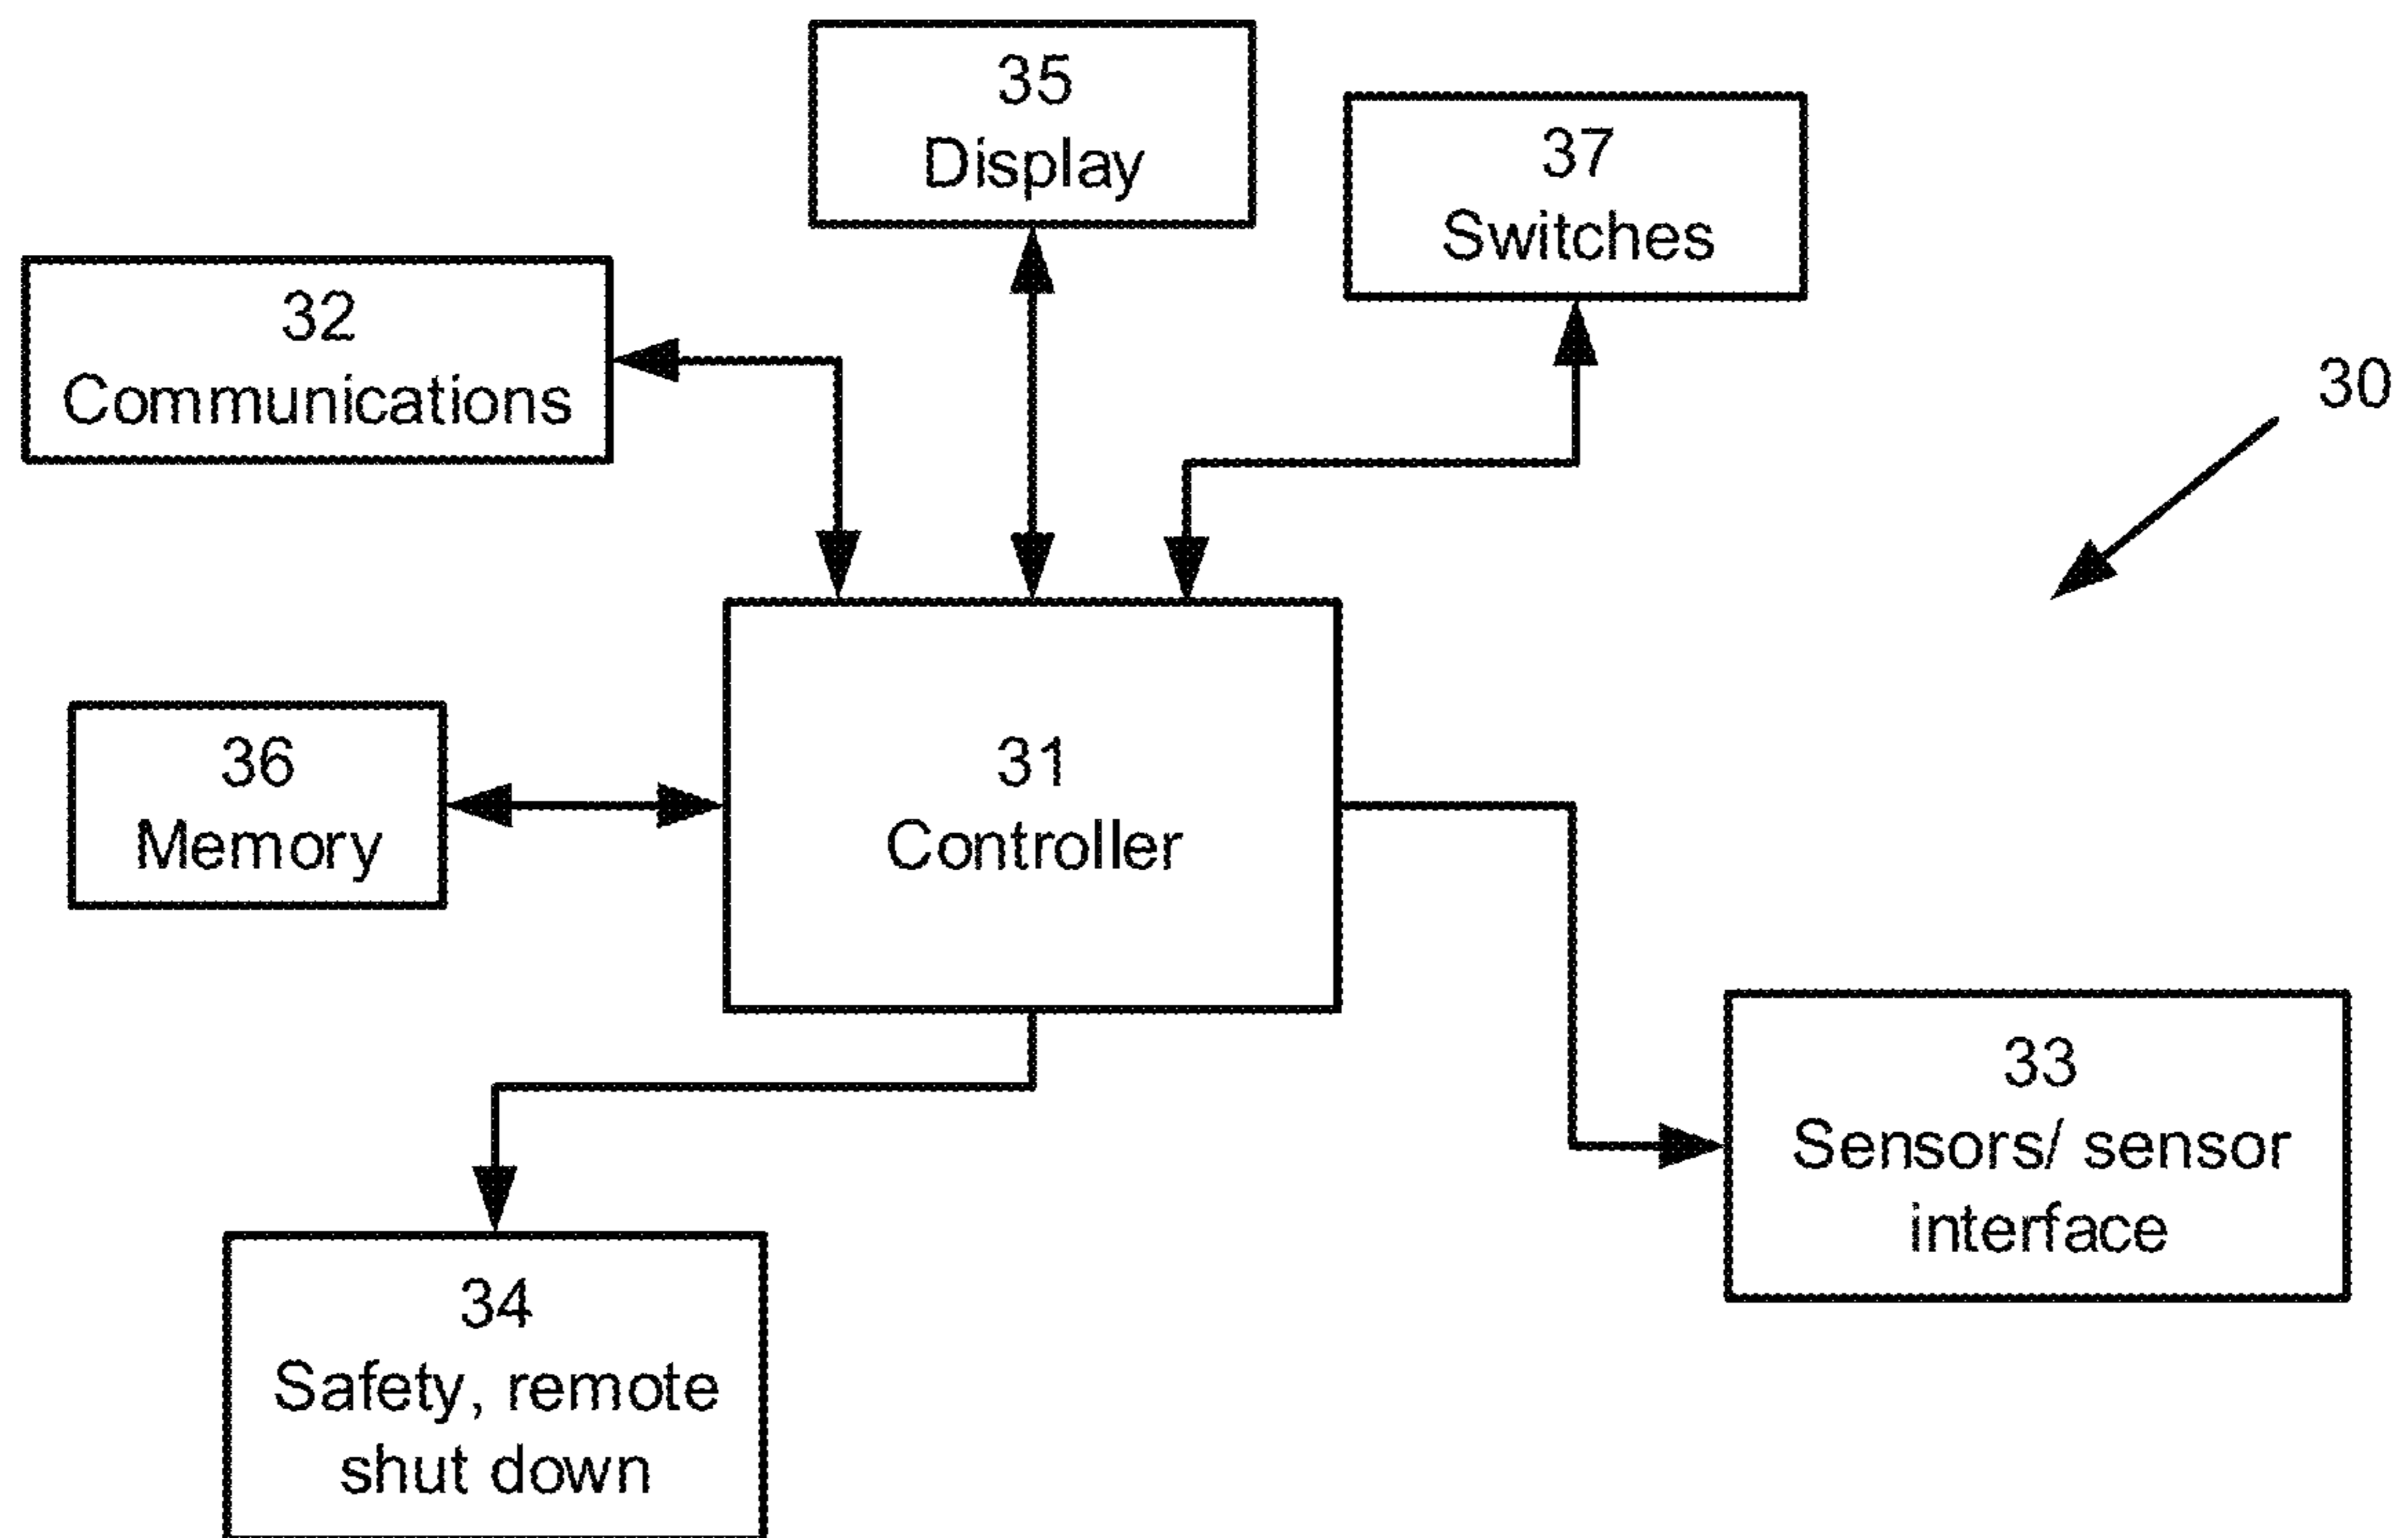 35
Display
37
Switches
32
Communications
30
36
Memory
31
Controller
33
Sensors/ sensor
interface
34
Safety, remote
shut down